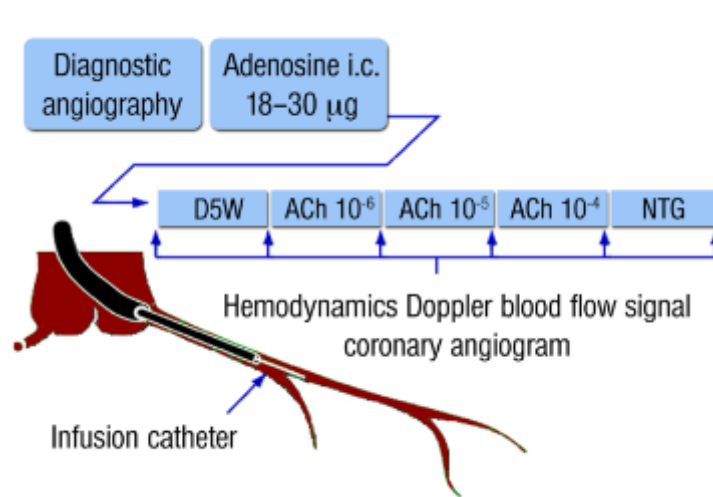 Diagnostic
angiography
Adenosine i.c.
18–30 μg
D5W
ACh 10⁻⁶
ACh 10⁻⁵
ACh 10⁻⁴
NTG
Hemodynamics Doppler blood flow signal
coronary angiogram
Infusion catheter